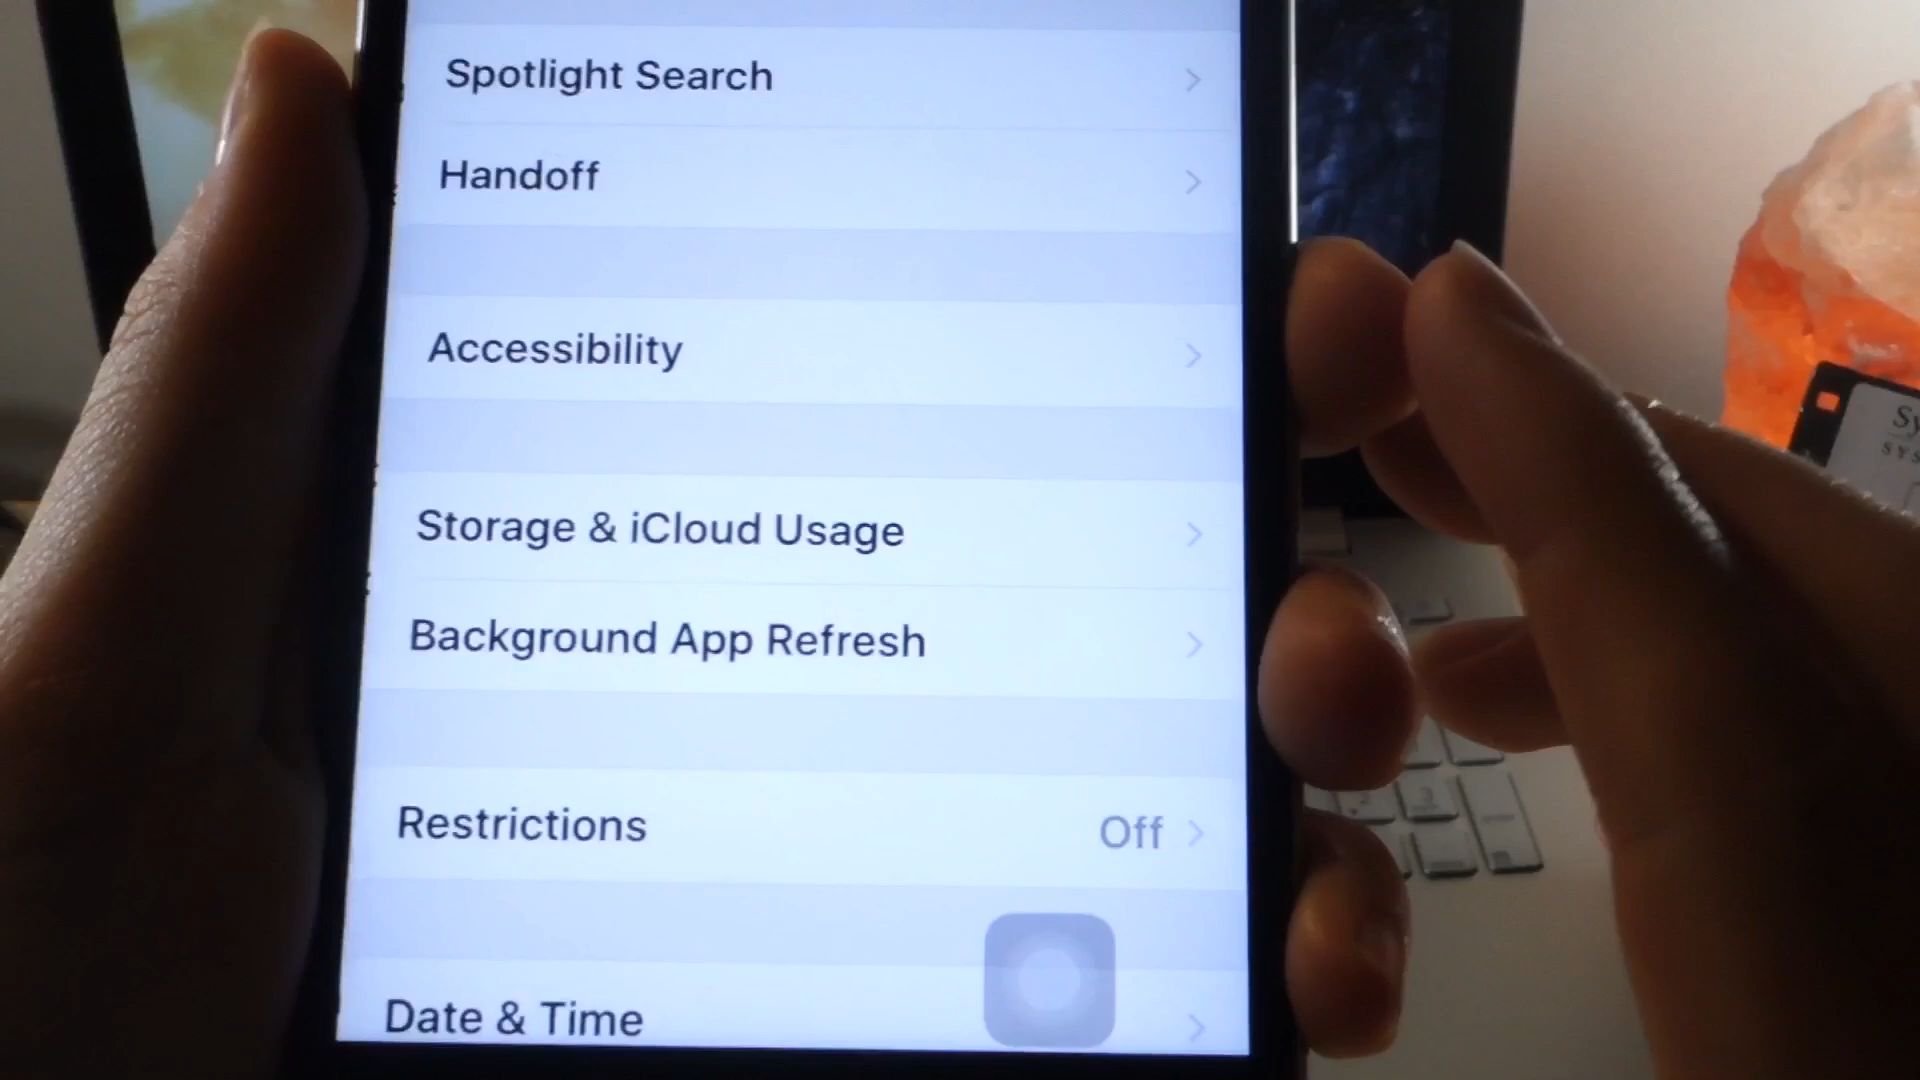 Spotlight Search
Handoff
Accessibility
Storage & iCloud Usage
Background App Refresh
Restrictions Off
Date & Time